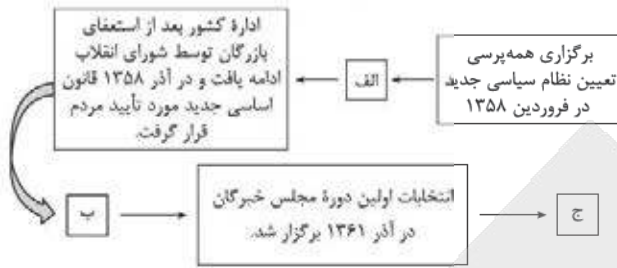 برگزاری همه‌پرسی
تعیین نظام سیاسی جدید
در فروردین ۱۳۵۸
الف
ادارهٔ کشور بعد از استعفای
بازرگان توسط شورای انقلاب
ادامه یافت و در آذر ۱۳۵۸ قانون
اساسی جدید مورد تأیید مردم
قرار گرفت.
ب
انتخابات اولین دورهٔ مجلس خبرگان
در آذر ۱۳۶۱ برگزار شد.
ج